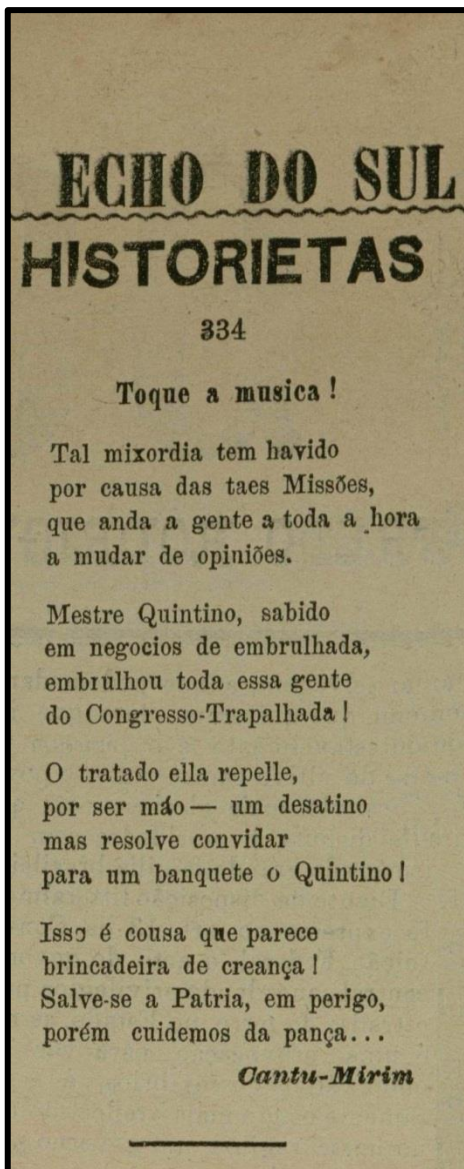 ECHO DO SUL
HISTORIETAS
334
Toque a musica !
Tal mixordia tem havido
por causa das taes Missões,
que anda a gente a toda a hora
a mudar de opiniões.
Mestre Quintino, sabido
em negocios de embrulhada,
embrulhou toda essa gente
do Congresso-Trapalhada !
O tratado ella repelle,
por ser máo — um desatino
mas resolve convidar
para um banquete o Quintino !
Isso é cousa que parece
brincadeira de creança !
Salve-se a Patria, em perigo,
porém cuidemos da pança...
Cantu-Mirim